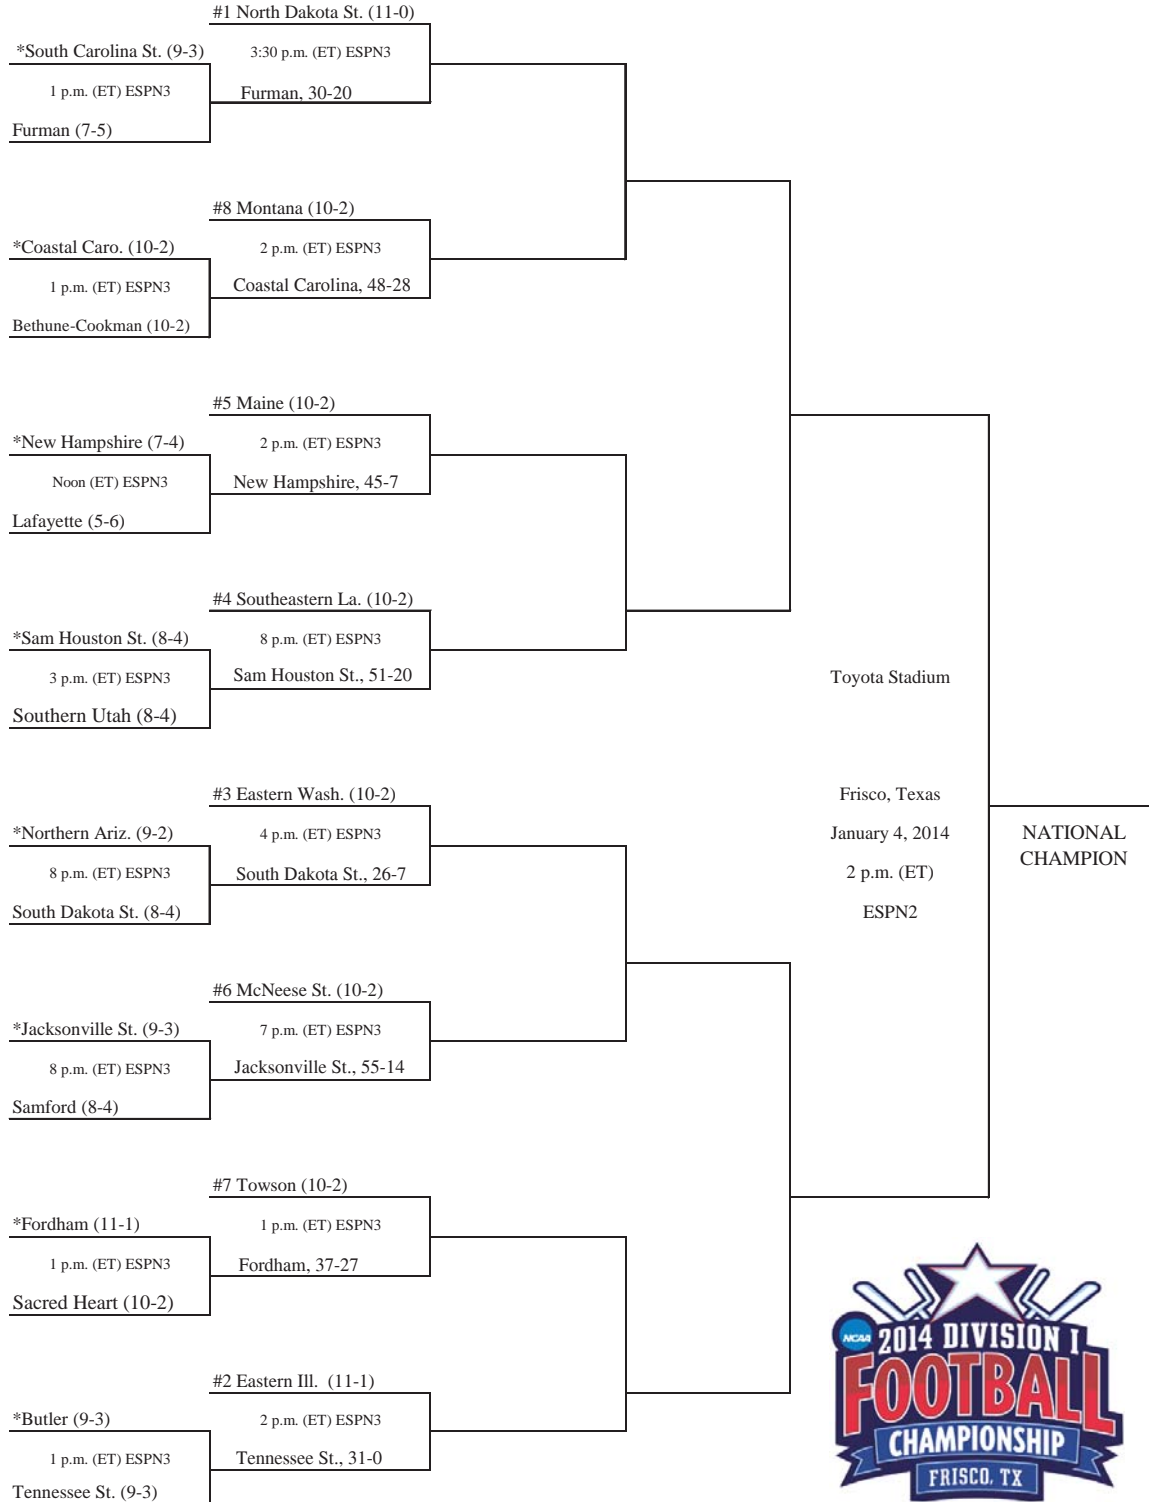 #1 North Dakota St. (11-0)
*South Carolina St. (9-3)
3:30 p.m. (ET) ESPN3
1 p.m. (ET) ESPN3
Furman, 30-20
Furman (7-5)
#8 Montana (10-2)
*Coastal Caro. (10-2)
2 p.m. (ET) ESPN3
1 p.m. (ET) ESPN3
Coastal Carolina, 48-28
Bethune-Cookman (10-2)
#5 Maine (10-2)
*New Hampshire (7-4)
2 p.m. (ET) ESPN3
Noon (ET) ESPN3
New Hampshire, 45-7
Lafayette (5-6)
#4 Southeastern La. (10-2)
*Sam Houston St. (8-4)
8 p.m. (ET) ESPN3
3 p.m. (ET) ESPN3
Sam Houston St., 51-20
Southern Utah (8-4)
Toyota Stadium
#3 Eastern Wash. (10-2)
*Northern Ariz. (9-2)
4 p.m. (ET) ESPN3
8 p.m. (ET) ESPN3
South Dakota St., 26-7
South Dakota St. (8-4)
Frisco, Texas
January 4, 2014
2 p.m. (ET)
ESPN2
NATIONAL
CHAMPION
#6 McNeese St. (10-2)
*Jacksonville St. (9-3)
7 p.m. (ET) ESPN3
8 p.m. (ET) ESPN3
Jacksonville St., 55-14
Samford (8-4)
#7 Towson (10-2)
*Fordham (11-1)
1 p.m. (ET) ESPN3
1 p.m. (ET) ESPN3
Fordham, 37-27
Sacred Heart (10-2)
#2 Eastern Ill. (11-1)
*Butler (9-3)
2 p.m. (ET) ESPN3
1 p.m. (ET) ESPN3
Tennessee St., 31-0
Tennessee St. (9-3)
NCAA
2014 DIVISION I
FOOTBALL
CHAMPIONSHIP
FRISCO, TX